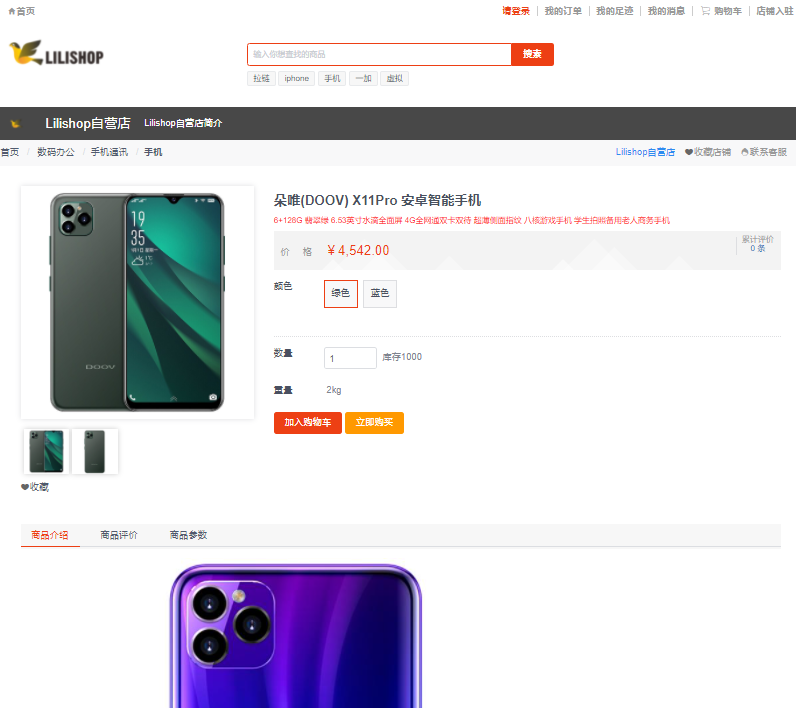 首页
请登录 我的订单 我的足迹 我的消息 购物车 店铺入驻
LILISHOP
输入你想查找的商品 搜索
拉链 iphone 手机 一加 虚拟
Lilishop自营店 Lilishop自营店简介
首页 / 数码办公 / 手机通讯 / 手机
Lilishop自营店 收藏店铺 联系客服
朵唯(DOOV) X11Pro 安卓智能手机
6+128G 翡翠绿 6.53英寸水滴全面屏 4G全网通双卡双待 超薄侧面指纹 八核游戏手机 学生拍照备用老人商务手机
价 格 ¥ 4,542.00
累计评价
0 条
颜色 绿色 蓝色
数量 1 库存1000
重量 2kg
加入购物车 立即购买
19
35
DOOV
收藏
商品介绍 商品评价 商品参数